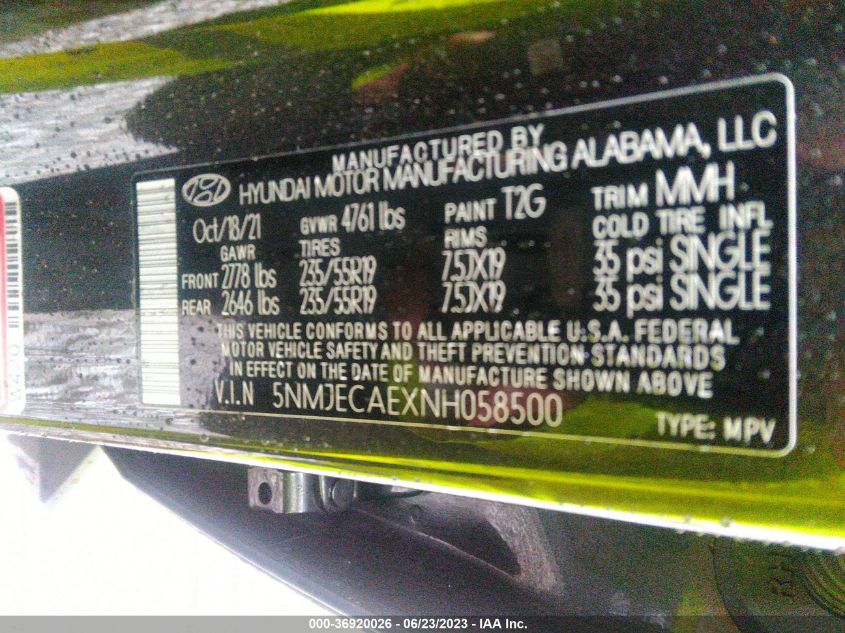 MANUFACTURED BY
HYUNDAI MOTOR MANUFACTURING ALABAMA, LLC
Oct/18/21 GVWR 4761 lbs PAINT T2G TRIM MMH
GAWR TIRES RIMS COLD TIRE INFL
FRONT 2778 lbs 235/55R19 7.5JX19 35 psi SINGLE
REAR 2646 lbs 235/55R19 7.5JX19 35 psi SINGLE
THIS VEHICLE CONFORMS TO ALL APPLICABLE U.S.A. FEDERAL
MOTOR VEHICLE SAFETY AND THEFT PREVENTION STANDARDS
IN EFFECT ON THE DATE OF MANUFACTURE SHOWN ABOVE
V.I.N 5NMJECAEXNH058500
TYPE: MPV
000-36920026 - 06/23/2023 - IAA Inc.